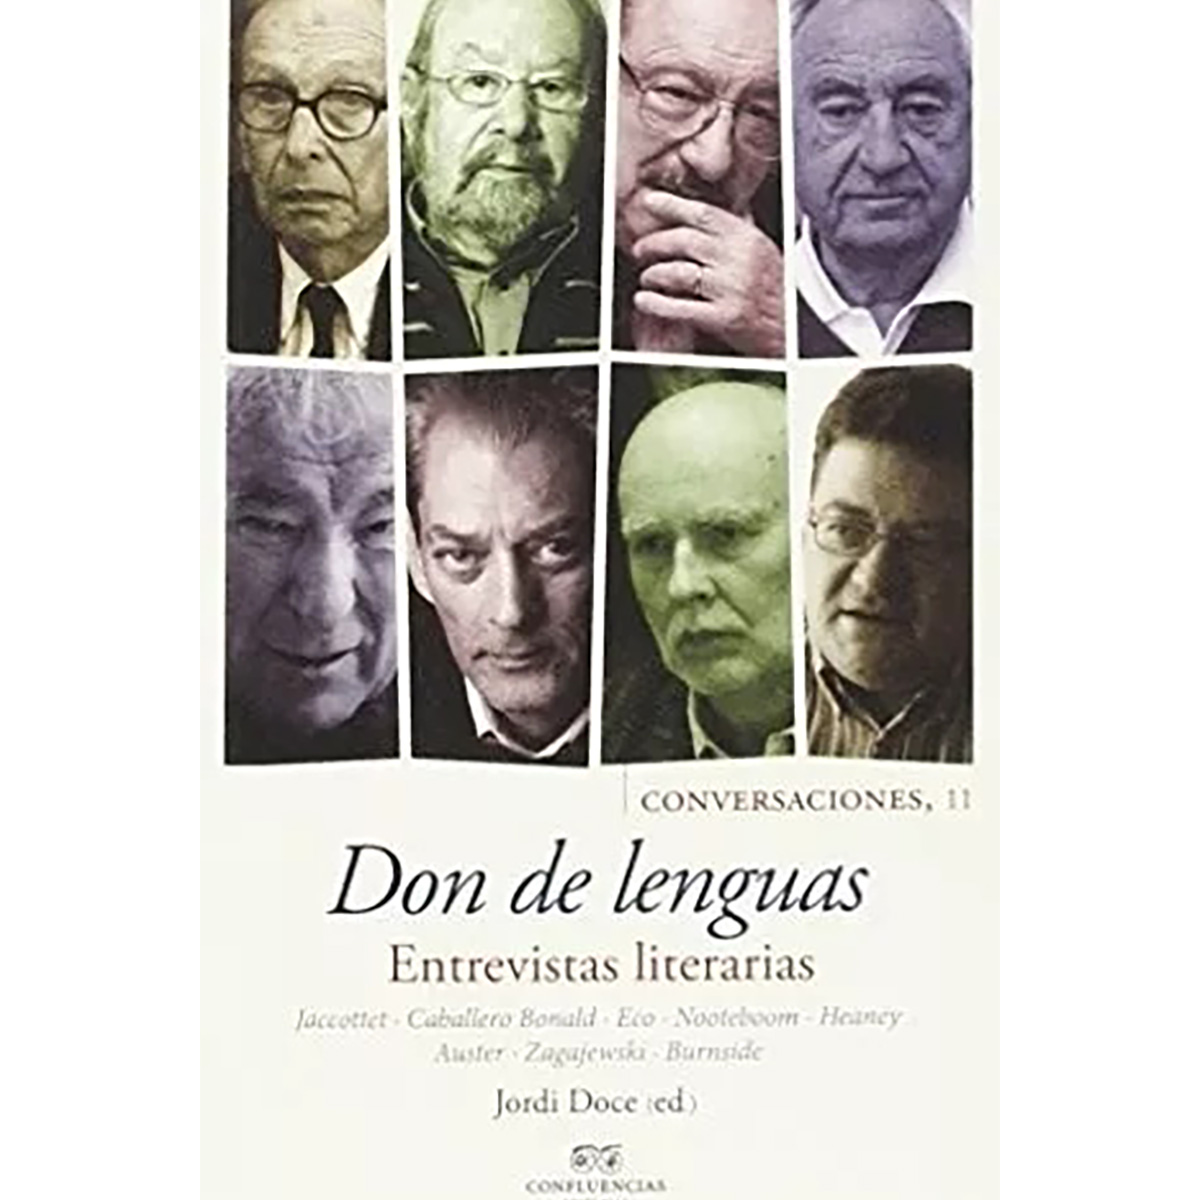 CONVERSACIONES, 11
Don de lenguas
Entrevistas literarias
Jaccottet · Caballero Bonald · Eco · Nooteboom · Heaney
Auster · Zagajewski · Burnside
Jordi Doce (ed)
CONFLUENCIAS